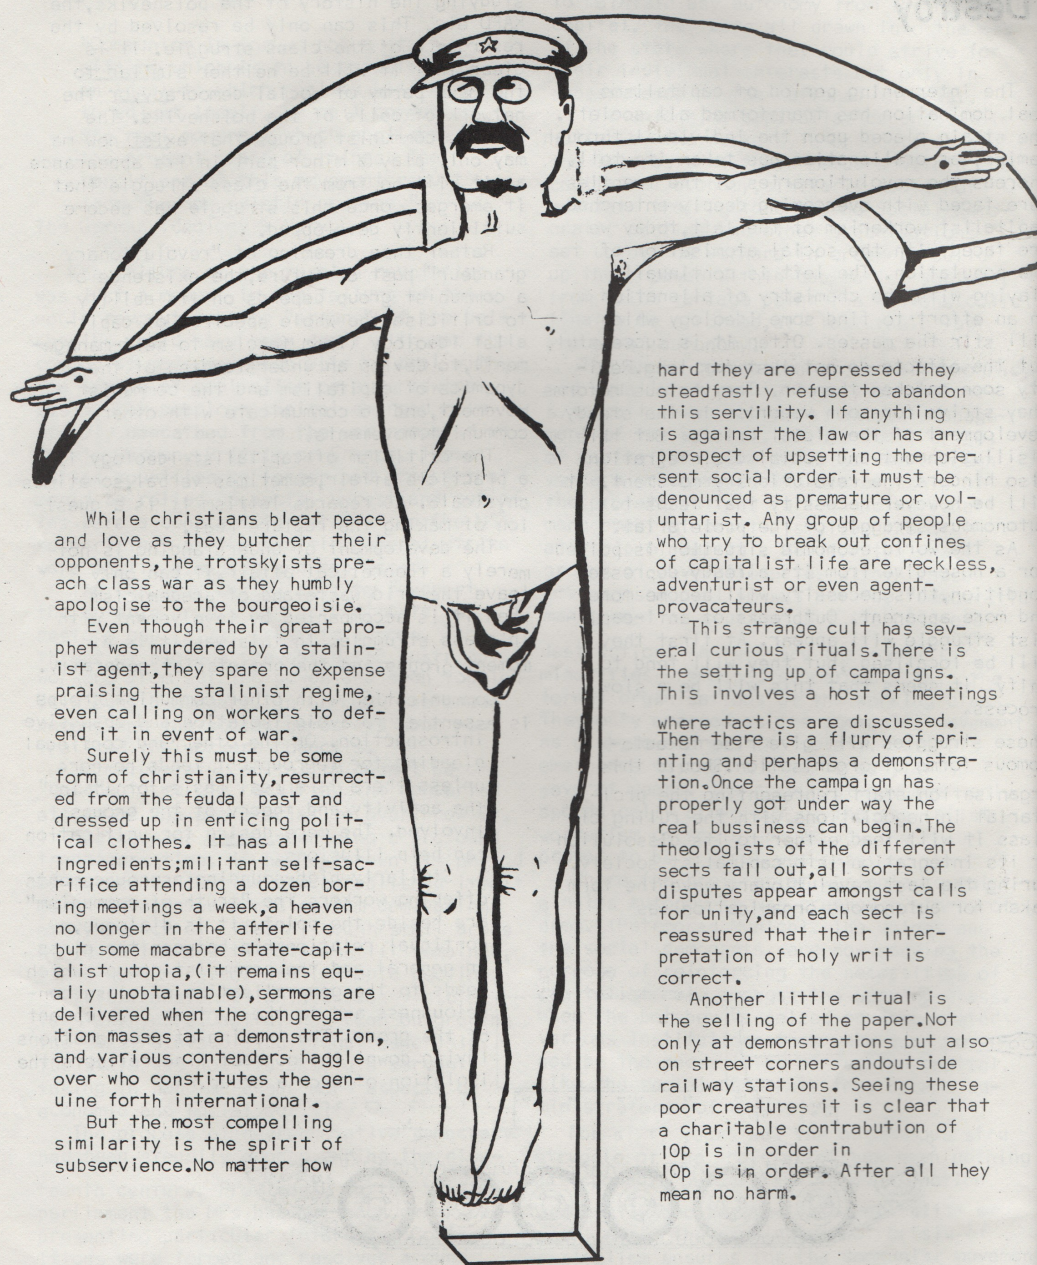 While christians bleat peace
and love as they butcher their
opponents,the trotskyists pre-
ach class war as they humbly
apologise to the bourgeoisie.
Even though their great pro-
phet was murdered by a stalin-
ist agent,they spare no expense
praising the stalinist regime,
even calling on workers to def-
end it in event of war.
Surely this must be some
form of christianity,resurrect-
ed from the feudal past and
dressed up in enticing polit-
ical clothes. It has allthe
ingredients;militant self-sac-
rifice attending a dozen bor-
ing meetings a week,a heaven
no longer in the afterlife
but some macabre state-capit-
alist utopia,(it remains equ-
ally unobtainable),sermons are
delivered when the congrega-
tion masses at a demonstration,
and various contenders haggle
over who constitutes the gen-
uine forth international.
But the most compelling
similarity is the spirit of
subservience.No matter how
hard they are repressed they
steadfastly refuse to abandon
this servility. If anything
is against the law or has any
prospect of upsetting the pre-
sent social order it must be
denounced as premature or vol-
untarist. Any group of people
who try to break out confines
of capitalist life are reckless,
adventurist or even agent-
provacateurs.
This strange cult has sev-
eral curious rituals.There is
the setting up of campaigns.
This involves a host of meetings
where tactics are discussed.
Then there is a flurry of pri-
nting and perhaps a demonstra-
tion.Once the campaign has
properly got under way the
real bussiness can begin.The
theologists of the different
sects fall out,all sorts of
disputes appear amongst calls
for unity,and each sect is
reassured that their inter-
pretation of holy writ is
correct.
Another little ritual is
the selling of the paper.Not
only at demonstrations but also
on street corners andoutside
railway stations. Seeing these
poor creatures it is clear that
a charitable contrabution of
10p is in order in
10p is in order. After all they
mean no harm.